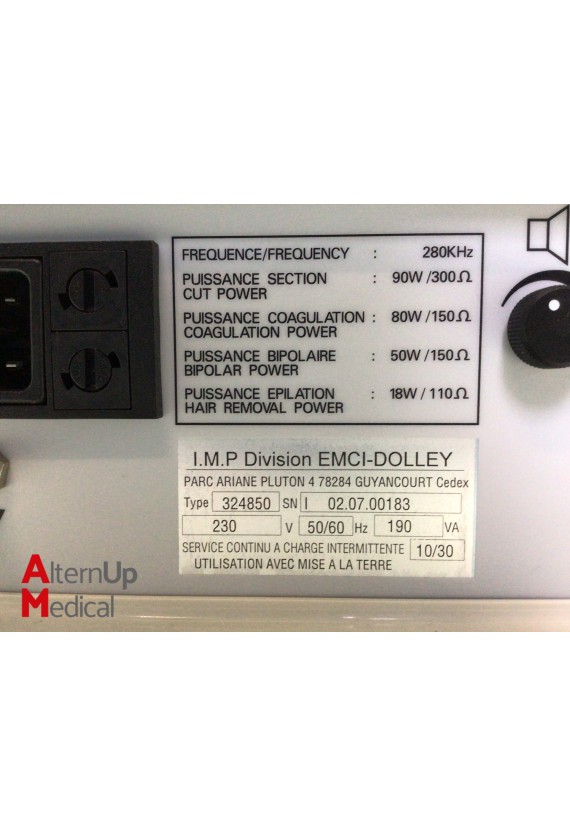 FREQUENCE/FREQUENCY : 280KHz
PUISSANCE SECTION : 90W /300Ω
CUT POWER
PUISSANCE COAGULATION : 80W /150Ω
COAGULATION POWER
PUISSANCE BIPOLAIRE : 50W /150Ω
BIPOLAR POWER
PUISSANCE EPILATION : 18W / 110Ω
HAIR REMOVAL POWER
I.M.P Division EMCI-DOLLEY
PARC ARIANE PLUTON 4 78284 GUYANCOURT Cedex
Type 324850 SN I 02.07.00183
230 V 50/60 Hz 190 VA
SERVICE CONTINU A CHARGE INTERMITTENTE 10/30
UTILISATION AVEC MISE A LA TERRE
AlternUp
Medical